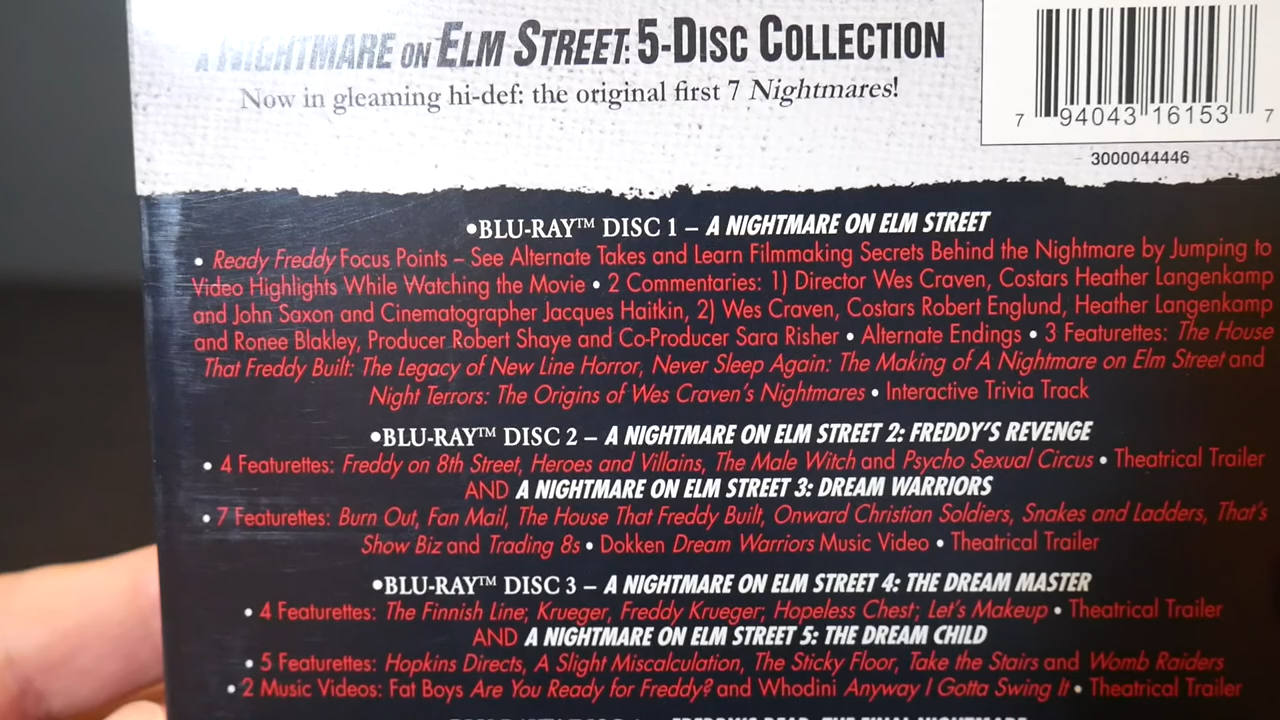 A NIGHTMARE ON ELM STREET: 5-DISC COLLECTION
Now in gleaming hi-def: the original first 7 Nightmares!
7 94043 16153 7
3000044446
•BLU-RAY™ DISC 1 – A NIGHTMARE ON ELM STREET
• Ready Freddy Focus Points – See Alternate Takes and Learn Filmmaking Secrets Behind the Nightmare by Jumping to
Video Highlights While Watching the Movie • 2 Commentaries: 1) Director Wes Craven, Costars Heather Langenkamp
and John Saxon and Cinematographer Jacques Haitkin, 2) Wes Craven, Costars Robert Englund, Heather Langenkamp
and Ronee Blakley, Producer Robert Shaye and Co-Producer Sara Risher • Alternate Endings • 3 Featurettes: The House
That Freddy Built: The Legacy of New Line Horror, Never Sleep Again: The Making of A Nightmare on Elm Street and
Night Terrors: The Origins of Wes Craven's Nightmares • Interactive Trivia Track
•BLU-RAY™ DISC 2 – A NIGHTMARE ON ELM STREET 2: FREDDY'S REVENGE
• 4 Featurettes: Freddy on 8th Street, Heroes and Villains, The Male Witch and Psycho Sexual Circus • Theatrical Trailer
AND A NIGHTMARE ON ELM STREET 3: DREAM WARRIORS
• 7 Featurettes: Burn Out, Fan Mail, The House That Freddy Built, Onward Christian Soldiers, Snakes and Ladders, That's
Show Biz and Trading 8s • Dokken Dream Warriors Music Video • Theatrical Trailer
•BLU-RAY™ DISC 3 – A NIGHTMARE ON ELM STREET 4: THE DREAM MASTER
• 4 Featurettes: The Finnish Line; Krueger, Freddy Krueger; Hopeless Chest; Let's Makeup • Theatrical Trailer
AND A NIGHTMARE ON ELM STREET 5: THE DREAM CHILD
• 5 Featurettes: Hopkins Directs, A Slight Miscalculation, The Sticky Floor, Take the Stairs and Womb Raiders
• 2 Music Videos: Fat Boys Are You Ready for Freddy? and Whodini Anyway I Gotta Swing It • Theatrical Trailer